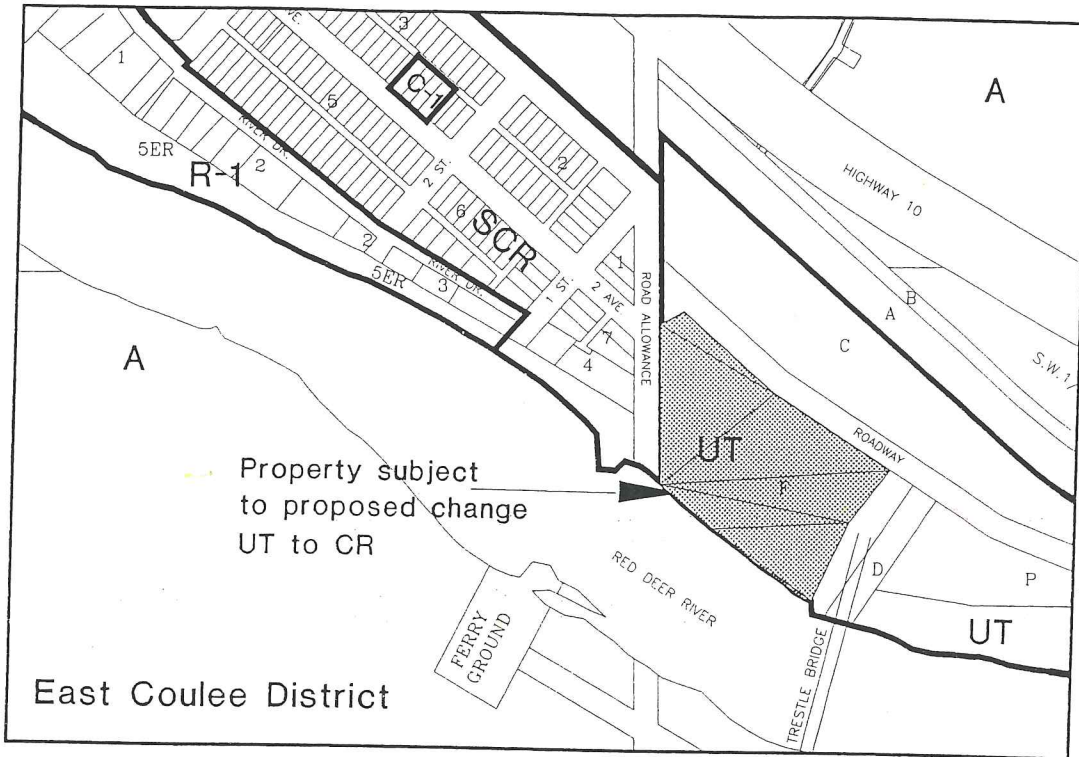 3
AVE.
1
C-1
A
5
5ER
RIVER DR.
2
R-1
2
2 ST.
HIGHWAY 10
6
SCR
2
5ER
3
RIVER DR.
1
1 ST.
2 AVE
ROAD ALLOWANCE
B
A
C
S.W.1/
7
4
A
ROADWAY
UT
F
Property subject
to proposed change
UT to CR
RED DEER RIVER
D
P
FERRY
GROUND
UT
TRESTLE BRIDGE
East Coulee District